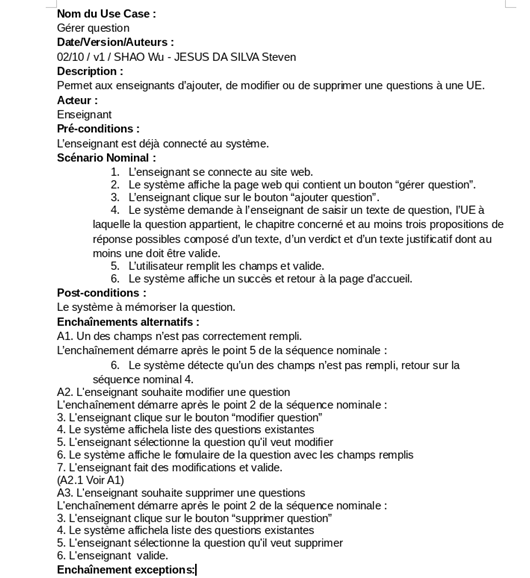 Nom du Use Case :
Gérer question
Date/Version/Auteurs :
02/10 / v1 / SHAO Wu - JESUS DA SILVA Steven
Description :
Permet aux enseignants d'ajouter, de modifier ou de supprimer une questions à une UE.
Acteur :
Enseignant
Pré-conditions :
L'enseignant est déjà connecté au système.
Scénario Nominal :
1. L'enseignant se connecte au site web.
2. Le système affiche la page web qui contient un bouton “gérer question”.
3. L'enseignant clique sur le bouton “ajouter question”.
4. Le système demande à l'enseignant de saisir un texte de question, l'UE à
laquelle la question appartient, le chapitre concerné et au moins trois propositions de
réponse possibles composé d'un texte, d'un verdict et d'un texte justificatif dont au
moins une doit être valide.
5. L'utilisateur remplit les champs et valide.
6. Le système affiche un succès et retour à la page d'accueil.
Post-conditions :
Le système à mémoriser la question.
Enchaînements alternatifs :
A1. Un des champs n'est pas correctement rempli.
L'enchaînement démarre après le point 5 de la séquence nominale :
6. Le système détecte qu'un des champs n'est pas rempli, retour sur la
séquence nominal 4.
A2. L'enseignant souhaite modifier une question
L'enchaînement démarre après le point 2 de la séquence nominale :
3. L'enseignant clique sur le bouton “modifier question”
4. Le système affichela liste des questions existantes
5. L'enseignant sélectionne la question qu'il veut modifier
6. Le système affiche le fomulaire de la question avec les champs remplis
7. L'enseignant fait des modifications et valide.
(A2.1 Voir A1)
A3. L'enseignant souhaite supprimer une questions
L'enchaînement démarre après le point 2 de la séquence nominale :
3. L'enseignant clique sur le bouton “supprimer question”
4. Le système affichela liste des questions existantes
5. L'enseignant sélectionne la question qu'il veut supprimer
6. L'enseignant valide.
Enchaînement exceptions: